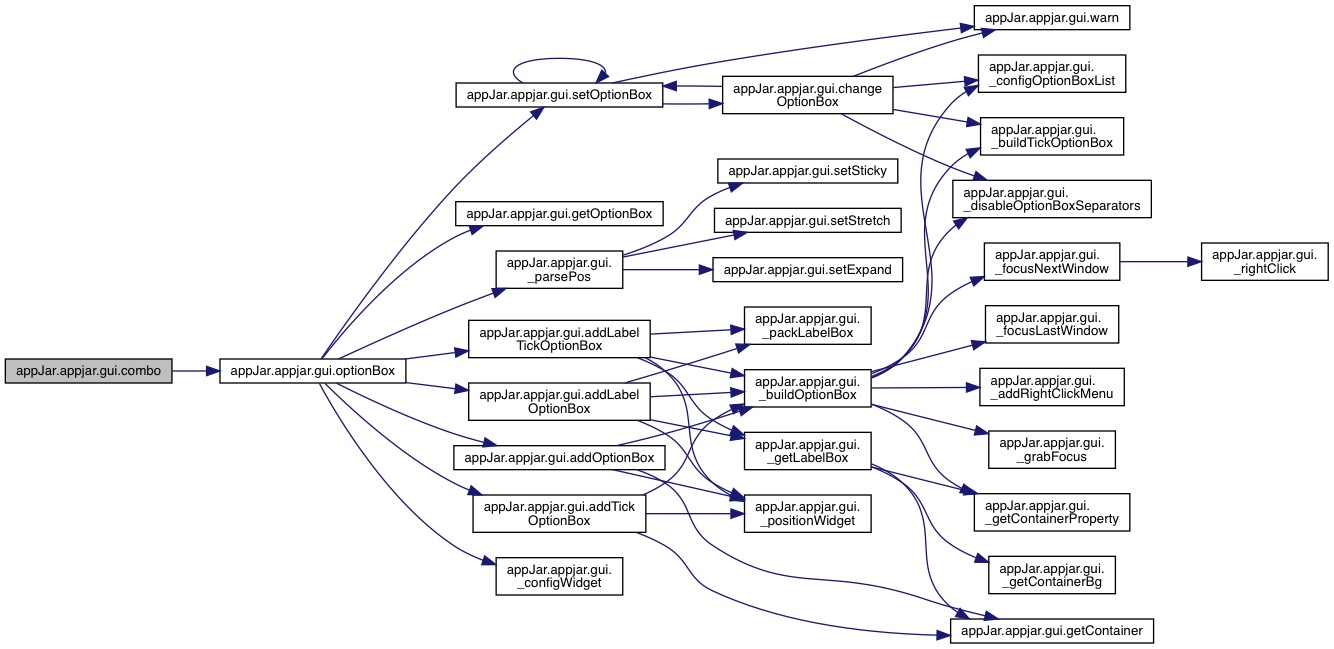 appJar.appjar.gui.combo
appJar.appjar.gui.optionBox
appJar.appjar.gui.setOptionBox
appJar.appjar.gui.getOptionBox
appJar.appjar.gui.
_parsePos
appJar.appjar.gui.addLabel
TickOptionBox
appJar.appjar.gui.addLabel
OptionBox
appJar.appjar.gui.addOptionBox
appJar.appjar.gui.addTick
OptionBox
appJar.appjar.gui.
_configWidget
appJar.appjar.gui.change
OptionBox
appJar.appjar.gui.setSticky
appJar.appjar.gui.setStretch
appJar.appjar.gui.setExpand
appJar.appjar.gui.
_packLabelBox
appJar.appjar.gui.
_buildOptionBox
appJar.appjar.gui.
_getLabelBox
appJar.appjar.gui.
_positionWidget
appJar.appjar.gui.warn
appJar.appjar.gui.
_configOptionBoxList
appJar.appjar.gui.
_buildTickOptionBox
appJar.appjar.gui.
_disableOptionBoxSeparators
appJar.appjar.gui.
_focusNextWindow
appJar.appjar.gui.
_focusLastWindow
appJar.appjar.gui.
_addRightClickMenu
appJar.appjar.gui.
_grabFocus
appJar.appjar.gui.
_getContainerProperty
appJar.appjar.gui.
_getContainerBg
appJar.appjar.gui.getContainer
appJar.appjar.gui.
_rightClick